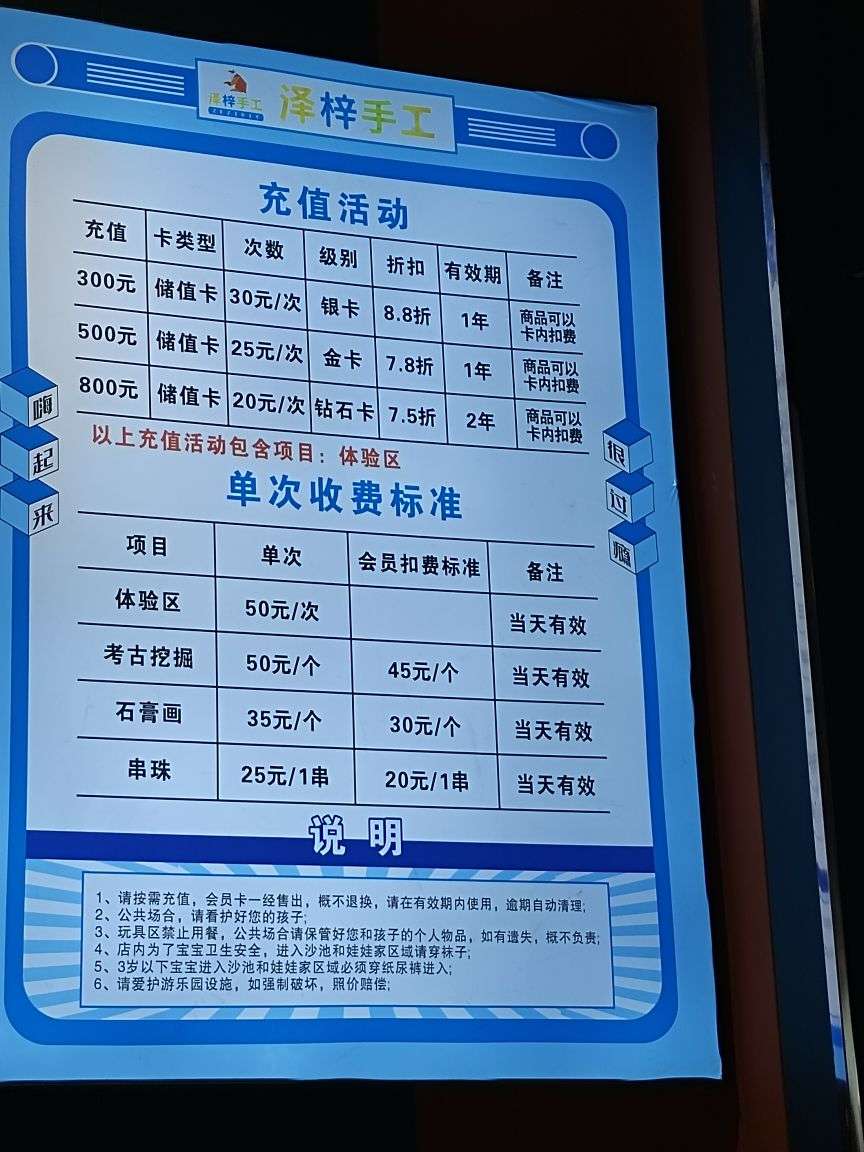 泽梓手工
泽梓手工
充值活动
充值 卡类型 次数 级别 折扣 有效期 备注
300元 储值卡 30元/次 银卡 8.8折 1年 商品可以卡内扣费
500元 储值卡 25元/次 金卡 7.8折 1年 商品可以卡内扣费
800元 储值卡 20元/次 钻石卡 7.5折 2年 商品可以卡内扣费
以上充值活动包含项目：体验区
嗨起来
很过瘾
单次收费标准
项目 单次 会员扣费标准 备注
体验区 50元/次 当天有效
考古挖掘 50元/个 45元/个 当天有效
石膏画 35元/个 30元/个 当天有效
串珠 25元/1串 20元/1串 当天有效
说明
1、请按需充值，会员卡一经售出，概不退换，请在有效期内使用，逾期自动清理;
2、公共场合，请看护好您的孩子;
3、玩具区禁止用餐，公共场合请保管好您和孩子的个人物品，如有遗失，概不负责;
4、店内为了宝宝卫生安全，进入沙池和娃娃家区域请穿袜子;
5、3岁以下宝宝进入沙池和娃娃家区域必须穿纸尿裤进入;
6、请爱护游乐园设施，如强制破坏，照价赔偿;